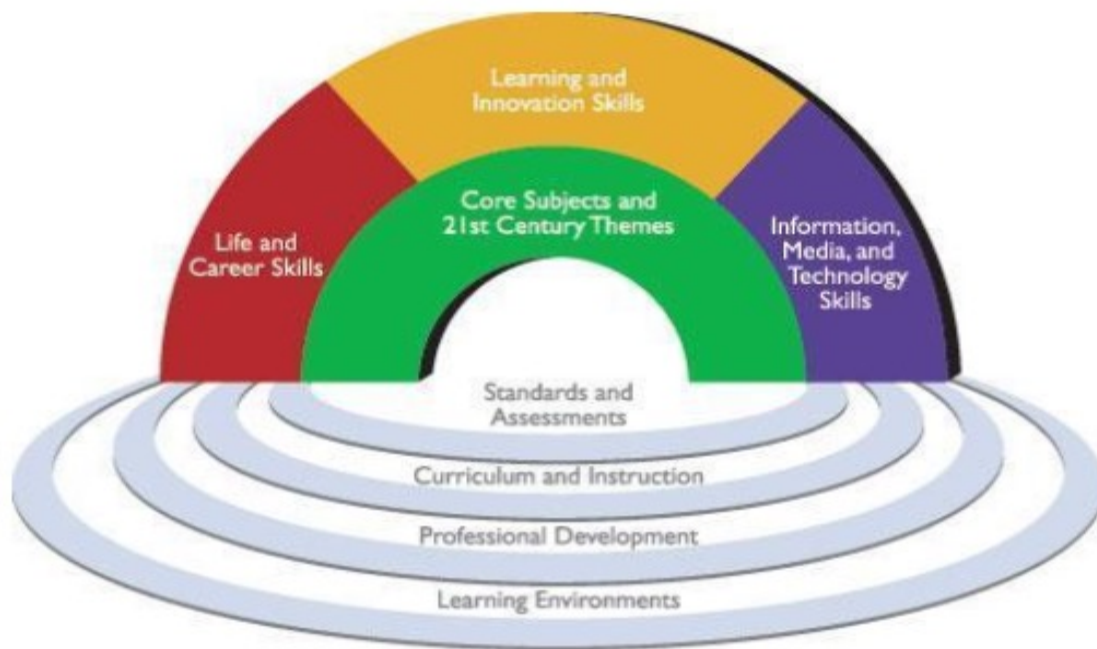 Learning and
Innovation Skills
Core Subjects and
21st Century Themes
Life and
Career Skills
Information,
Media, and
Technology
Skills
Standards and
Assessments
Curriculum and Instruction
Professional Development
Learning Environments